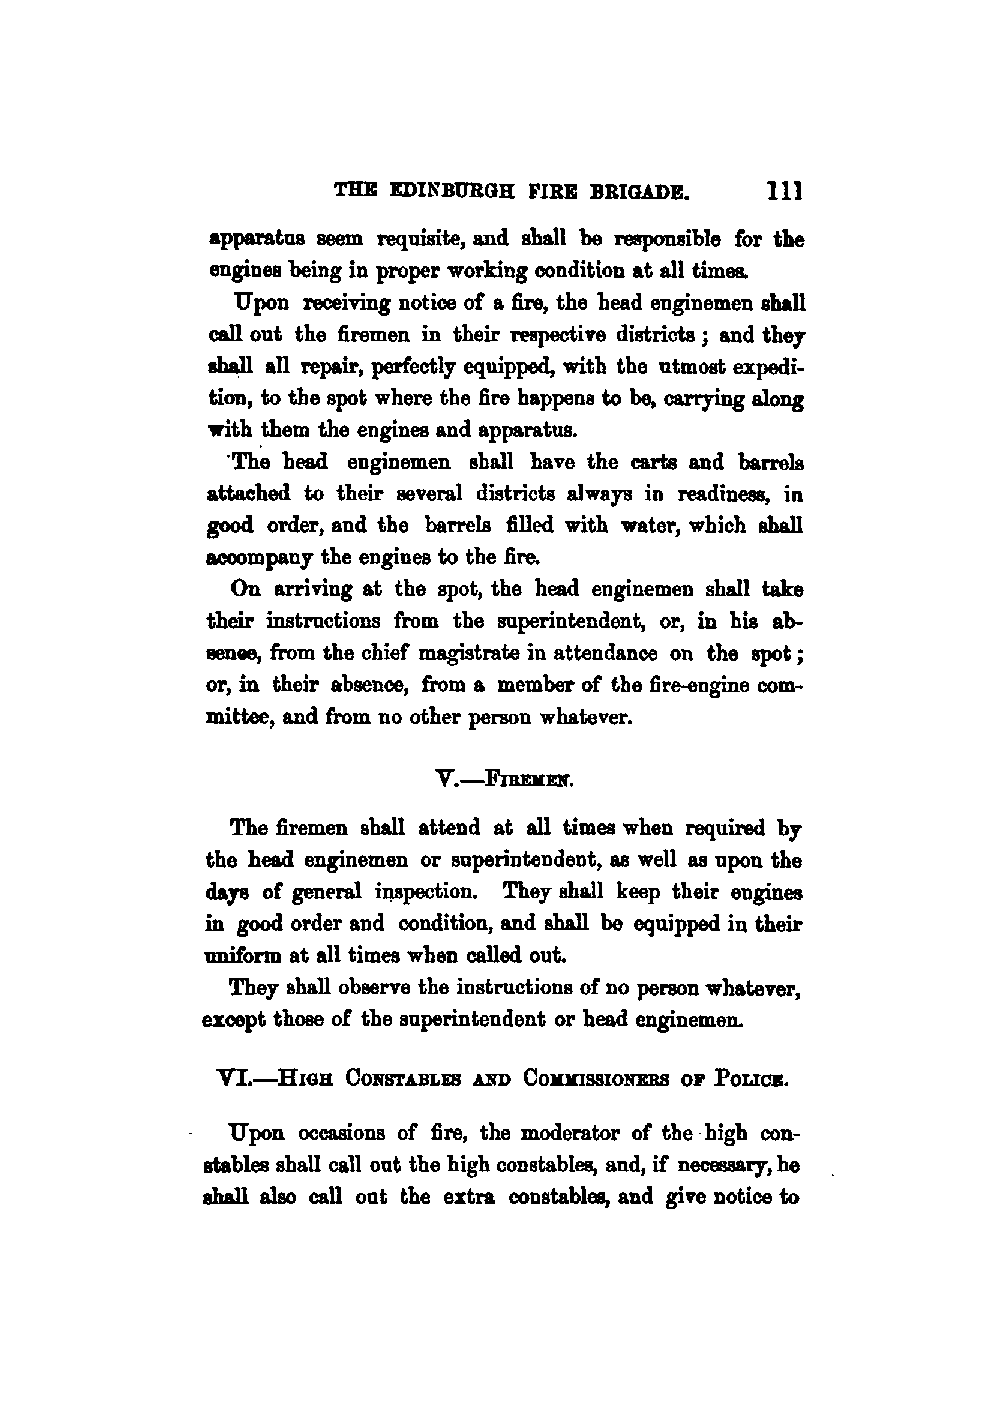 THE EDINBURGH FIRE BRIGADE. 111
apparatus seem requisite, and shall be responsible for the
engines being in proper working condition at all times.
Upon receiving notice of a fire, the head enginemen shall
call out the firemen in their respective districts; and they
shall all repair, perfectly equipped, with the utmost expedi-
tion, to the spot where the fire happens to be, carrying along
with them the engines and apparatus.
The head enginemen shall have the carts and barrels
attached to their several districts always in readiness, in
good order, and the barrels filled with water, which shall
accompany the engines to the fire.
On arriving at the spot, the head enginemen shall take
their instructions from the superintendent, or, in his ab-
sence, from the chief magistrate in attendance on the spot;
or, in their absence, from a member of the fire-engine com-
mittee, and from no other person whatever.
V.—FIREMEN.
The firemen shall attend at all times when required by
the head enginemen or superintendent, as well as upon the
days of general inspection. They shall keep their engines
in good order and condition, and shall be equipped in their
uniform at all times when called out.
They shall observe the instructions of no person whatever,
except those of the superintendent or head enginemen.
VI.—HIGH CONSTABLES AND COMMISSIONERS OF POLICE.
Upon occasions of fire, the moderator of the high con-
stables shall call out the high constables, and, if necessary, he
shall also call out the extra constables, and give notice to